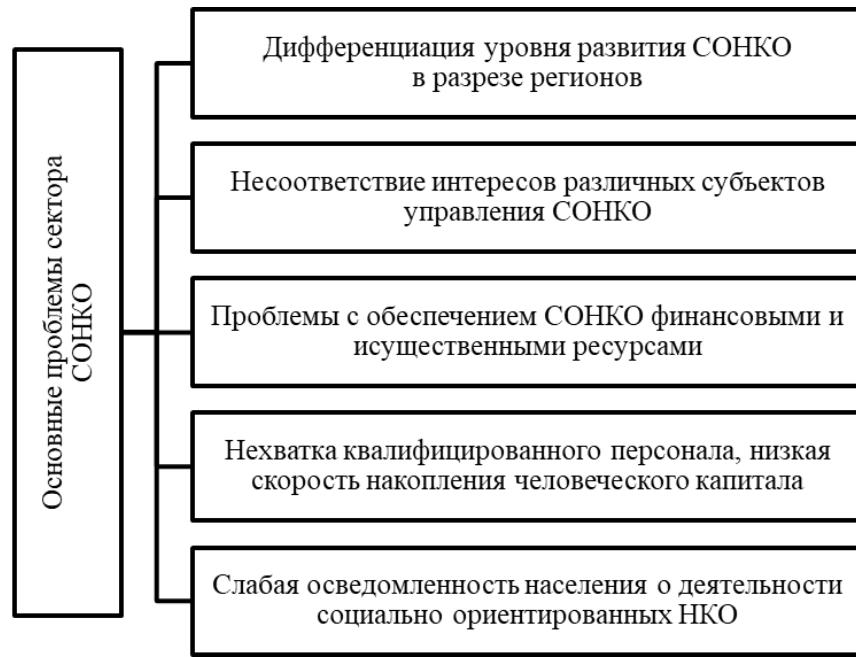 Основные проблемы сектора
СОНКО
Дифференциация уровня развития СОНКО
в разрезе регионов
Несоответствие интересов различных субъектов
управления СОНКО
Проблемы с обеспечением СОНКО финансовыми и
исущественными ресурсами
Нехватка квалифицированного персонала, низкая
скорость накопления человеческого капитала
Слабая осведомленность населения о деятельности
социально ориентированных НКО